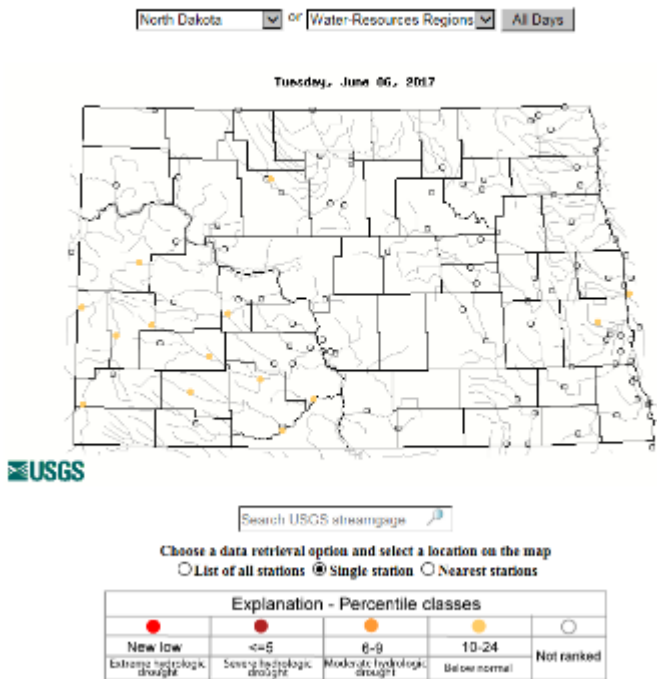 North Dakota or Water-Resources Regions All Days
Tuesday, June 06, 2017
USGS
Search USGS streamgage
Choose a data retrieval option and select a location on the map
List of all stations Single station Nearest stations
Explanation - Percentile classes
New low <=5 6-9 10-24 Not ranked
Extreme hydrologic drought Severe hydrologic drought Moderate hydrologic drought Below normal